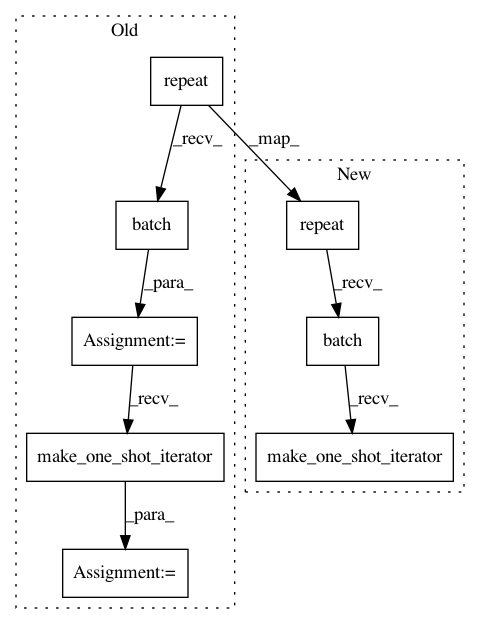 Old
repeat
_recv_
_map_
New
batch
repeat
_para_
_recv_
Assignment:=
batch
_recv_
_recv_
make_one_shot_iterator
make_one_shot_iterator
_para_
Assignment:=